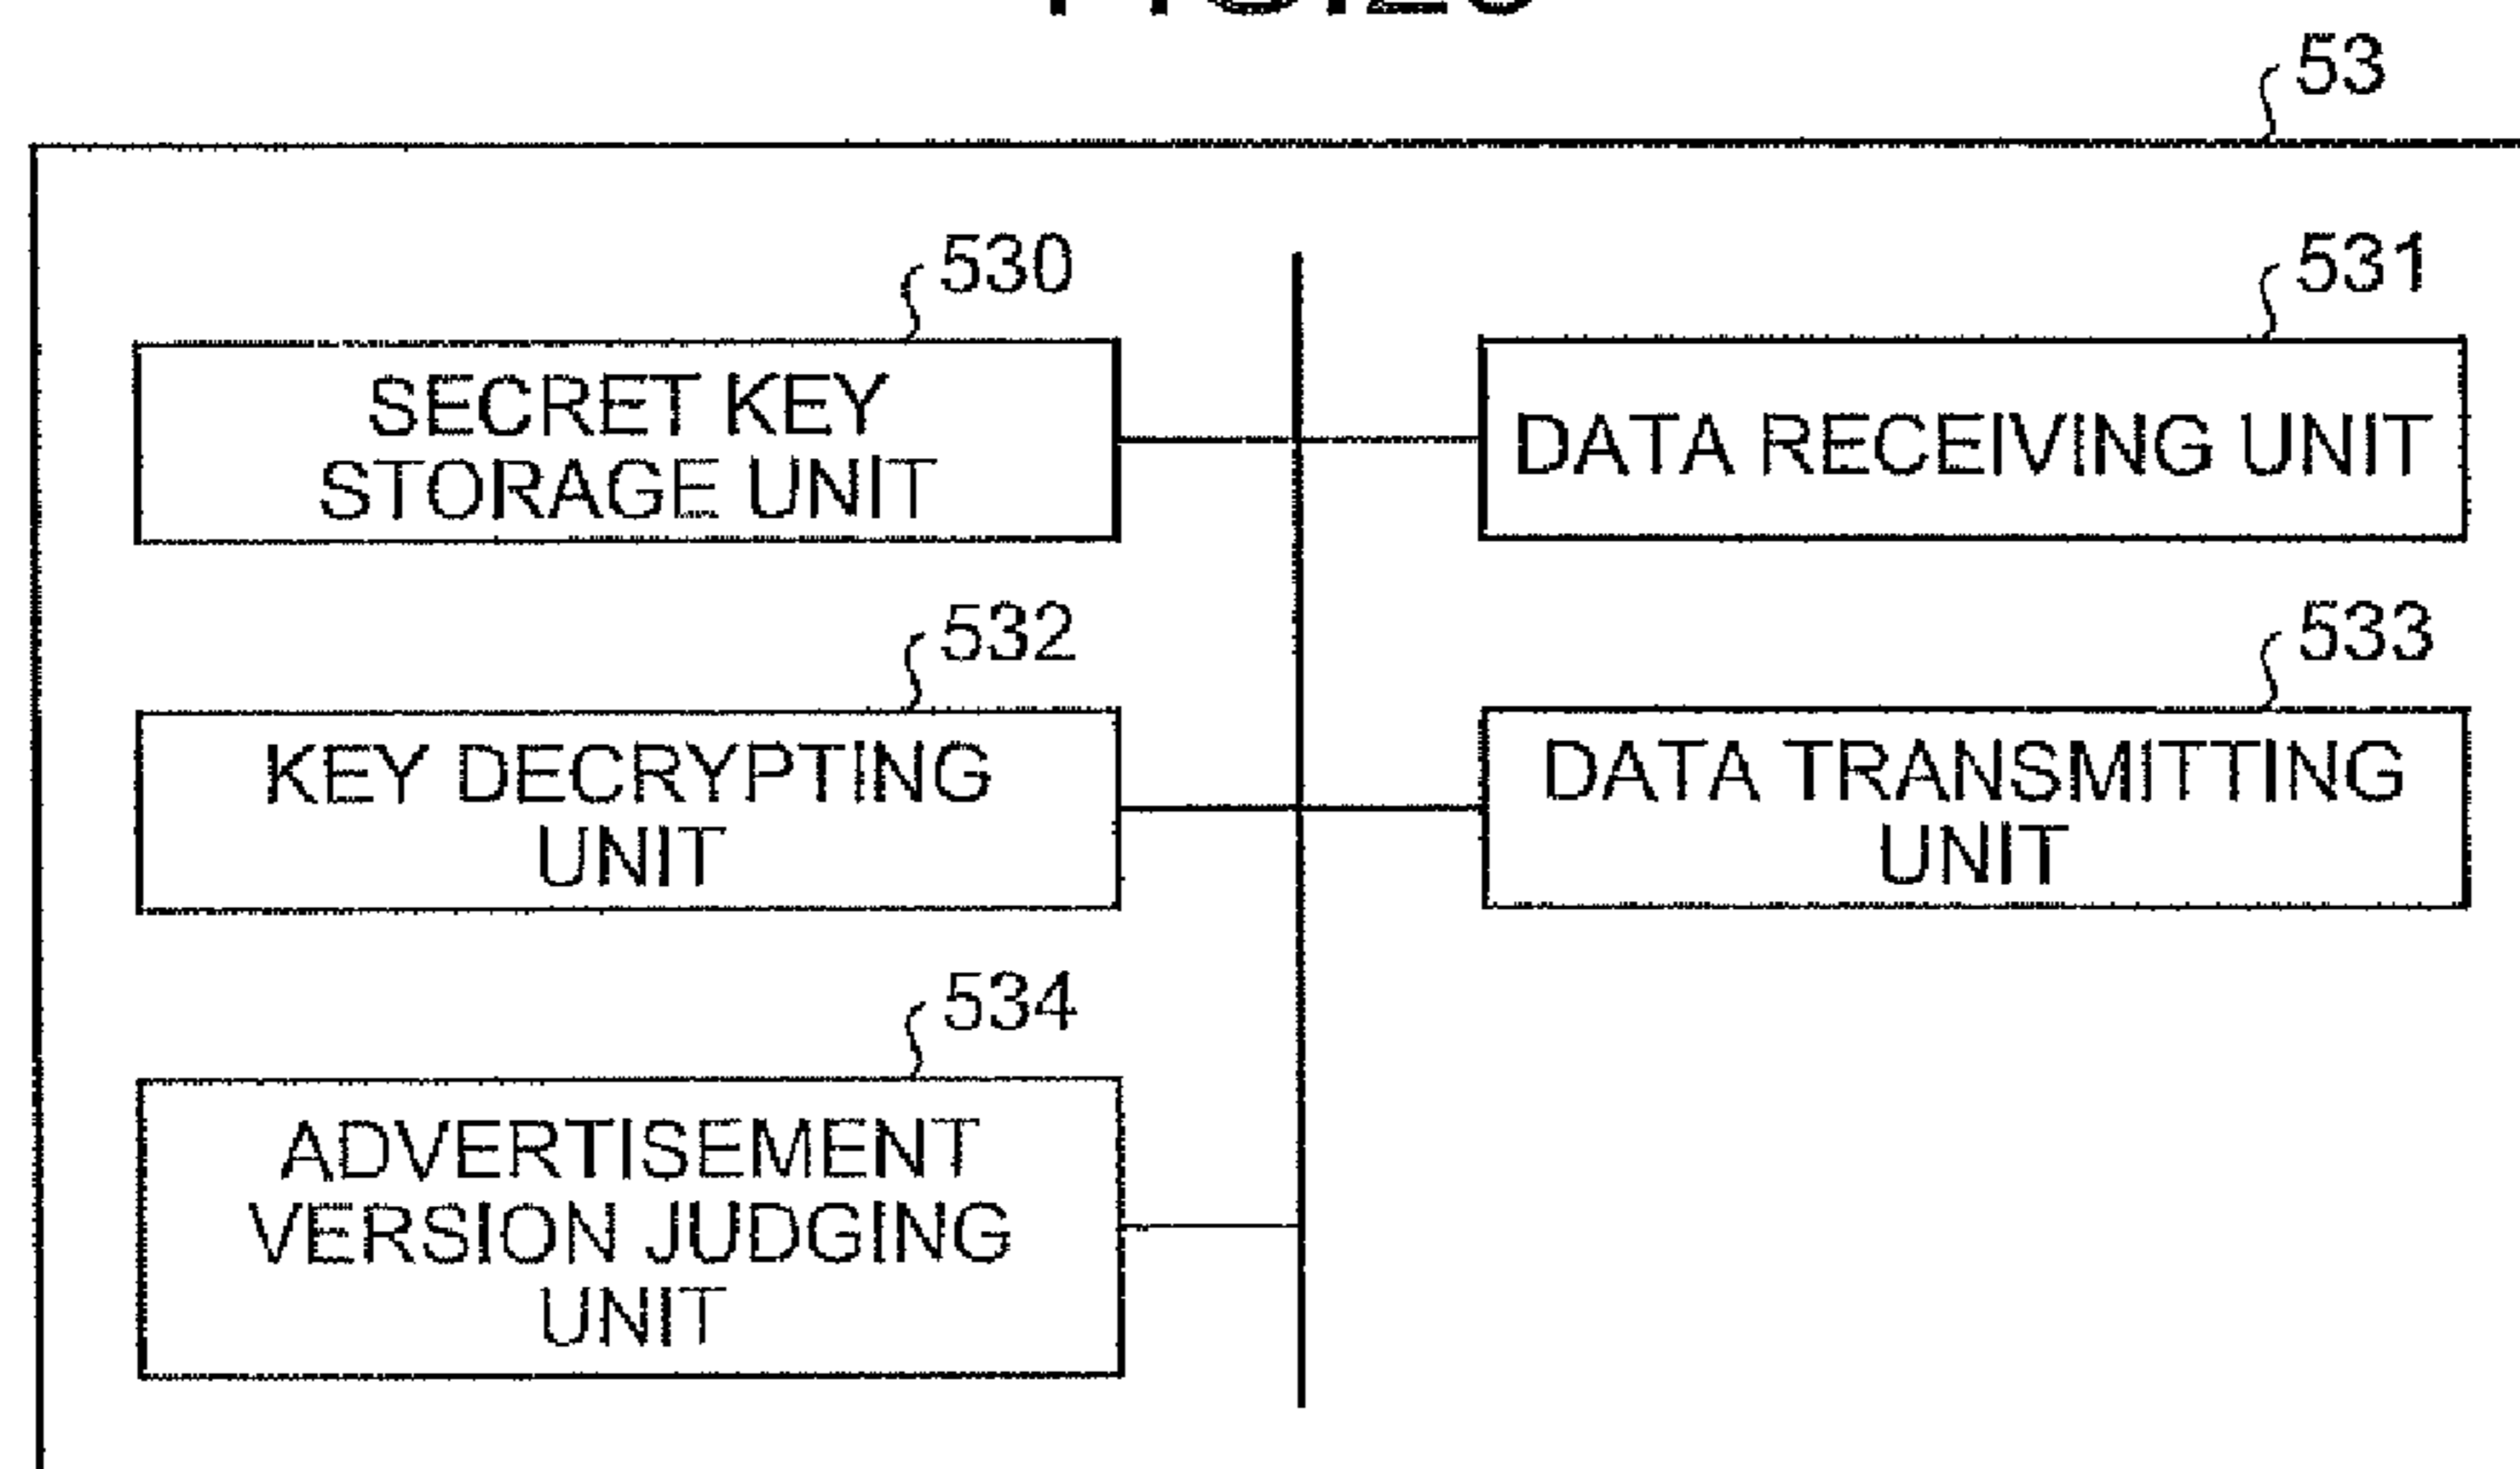 53
530
531
SECRET KEY
STORAGE UNIT
DATA RECEIVING UNIT
532
533
KEY DECRYPTING
UNIT
DATA TRANSMITTING
UNIT
534
ADVERTISEMENT
VERSION JUDGING
UNIT